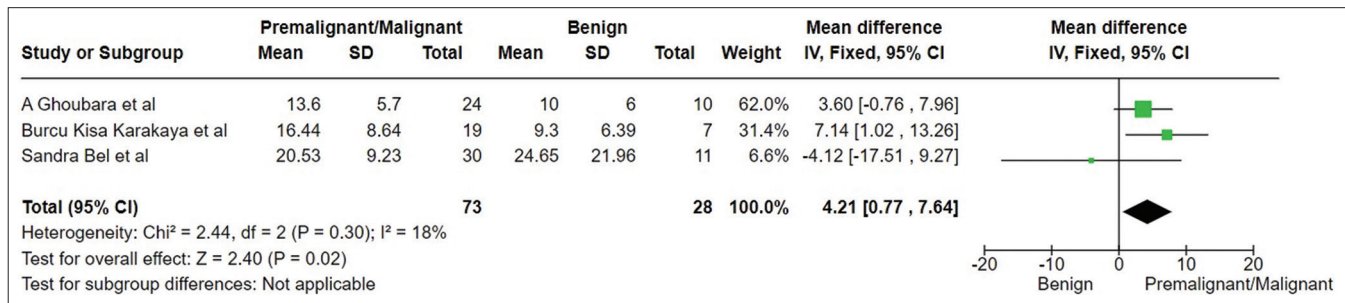 Premalignant/Malignant Benign Mean difference Mean difference
Study or Subgroup Mean SD Total Mean SD Total Weight IV, Fixed, 95% CI IV, Fixed, 95% CI
A Ghoubara et al 13.6 5.7 24 10 6 10 62.0% 3.60 [-0.76 , 7.96]
Burcu Kisa Karakaya et al 16.44 8.64 19 9.3 6.39 7 31.4% 7.14 [1.02 , 13.26]
Sandra Bel et al 20.53 9.23 30 24.65 21.96 11 6.6% -4.12 [-17.51 , 9.27]
Total (95% CI) 73 28 100.0% 4.21 [0.77 , 7.64]
Heterogeneity: Chi² = 2.44, df = 2 (P = 0.30); I² = 18%
Test for overall effect: Z = 2.40 (P = 0.02)
Test for subgroup differences: Not applicable
-20 -10 0 10 20
Benign Premalignant/Malignant